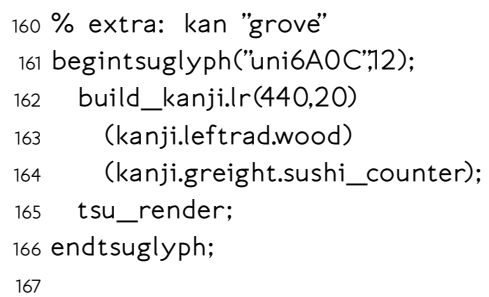 160 % extra: kan "grove"
161 begintsuglyph("uni6A0C",12);
162 build_kanji.lr(440,20)
163 (kanji.leftrad.wood)
164 (kanji.greight.sushi_counter);
165 tsu_render;
166 endtsuglyph;
167